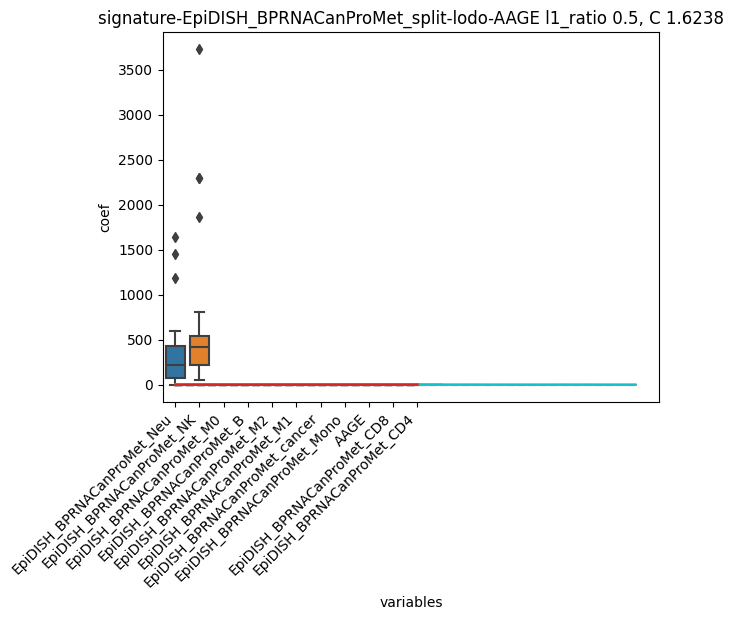 signature-EpiDISH_BPRNACanProMet_split-lodo-AAGE l1_ratio 0.5, C 1.6238
3500
3000
2500
2000
1500
1000
500
0
coef
EpiDISH_BPRNACanProMet_Neu
EpiDISH_BPRNACanProMet_NK
EpiDISH_BPRNACanProMet_M0
EpiDISH_BPRNACanProMet_B
EpiDISH_BPRNACanProMet_M2
EpiDISH_BPRNACanProMet_M1
EpiDISH_BPRNACanProMet_cancer
EpiDISH_BPRNACanProMet_Mono
AAGE
EpiDISH_BPRNACanProMet_CD8
EpiDISH_BPRNACanProMet_CD4
variables